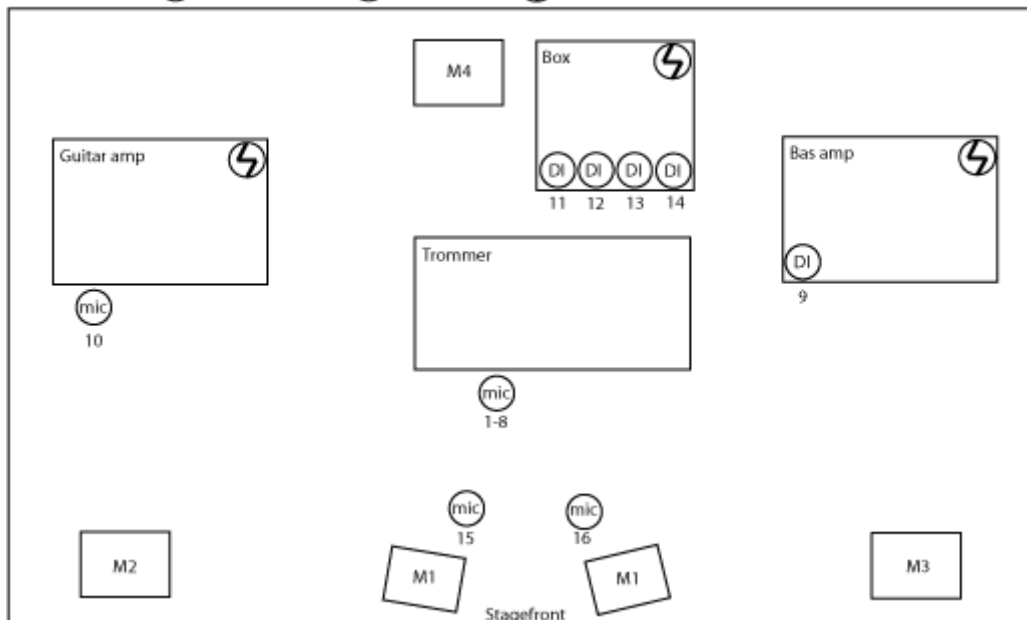 M4
Box
DI DI DI DI
11 12 13 14
Guitar amp
Bas amp
DI
9
Trommer
mic
10
mic
1-8
mic
15
mic
16
M2
M1
M1
M3
Stagefront